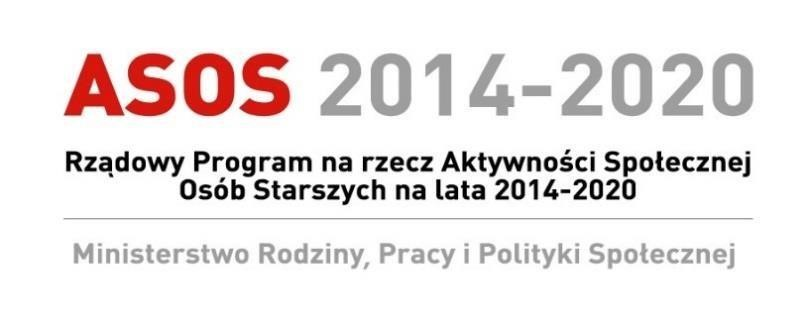 ASOS 2014-2020
Rządowy Program na rzecz Aktywności Społecznej
Osób Starszych na lata 2014-2020
Ministerstwo Rodziny, Pracy i Polityki Społecznej